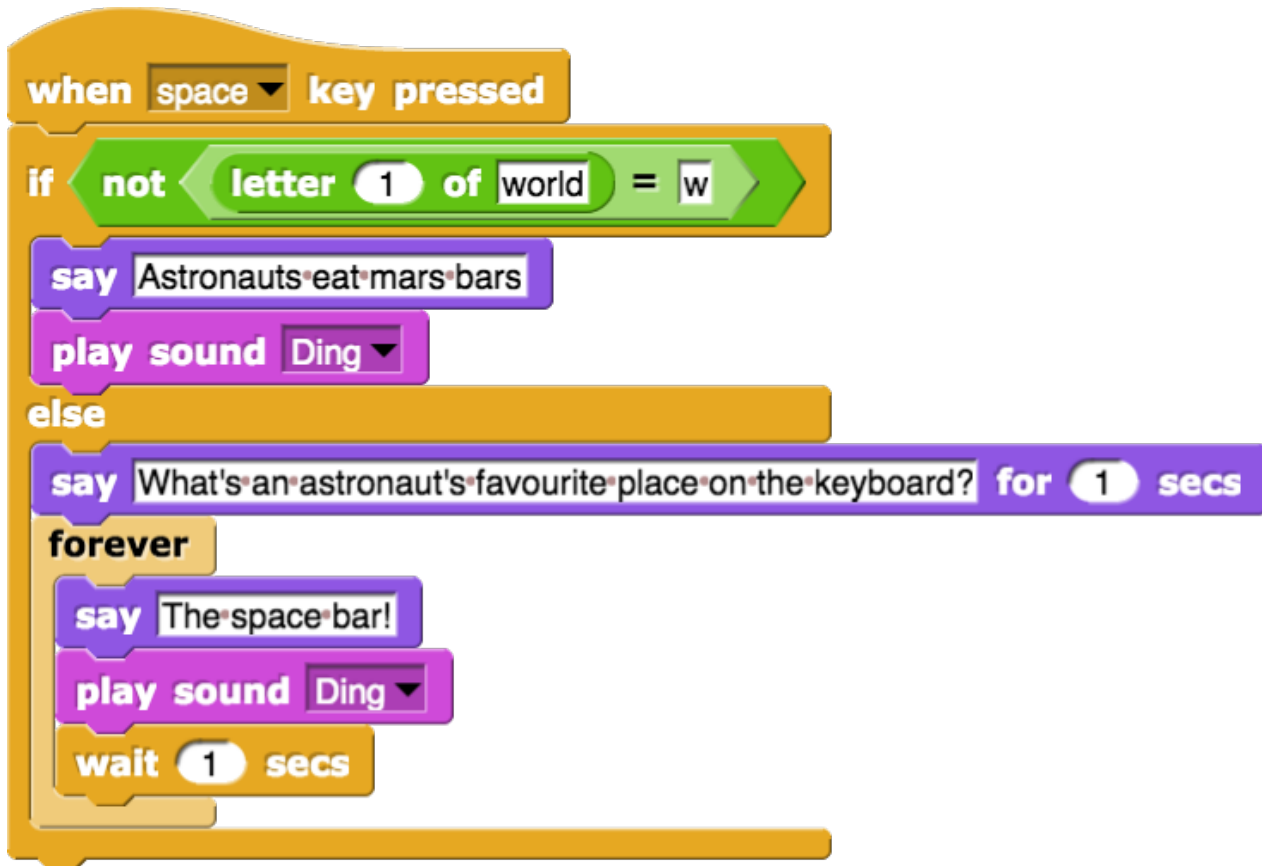 when space key pressed
if not letter 1 of world = w
say Astronauts eat mars bars
play sound Ding
else
say What's an astronaut's favourite place on the keyboard? for 1 secs
forever
say The space bar!
play sound Ding
wait 1 secs